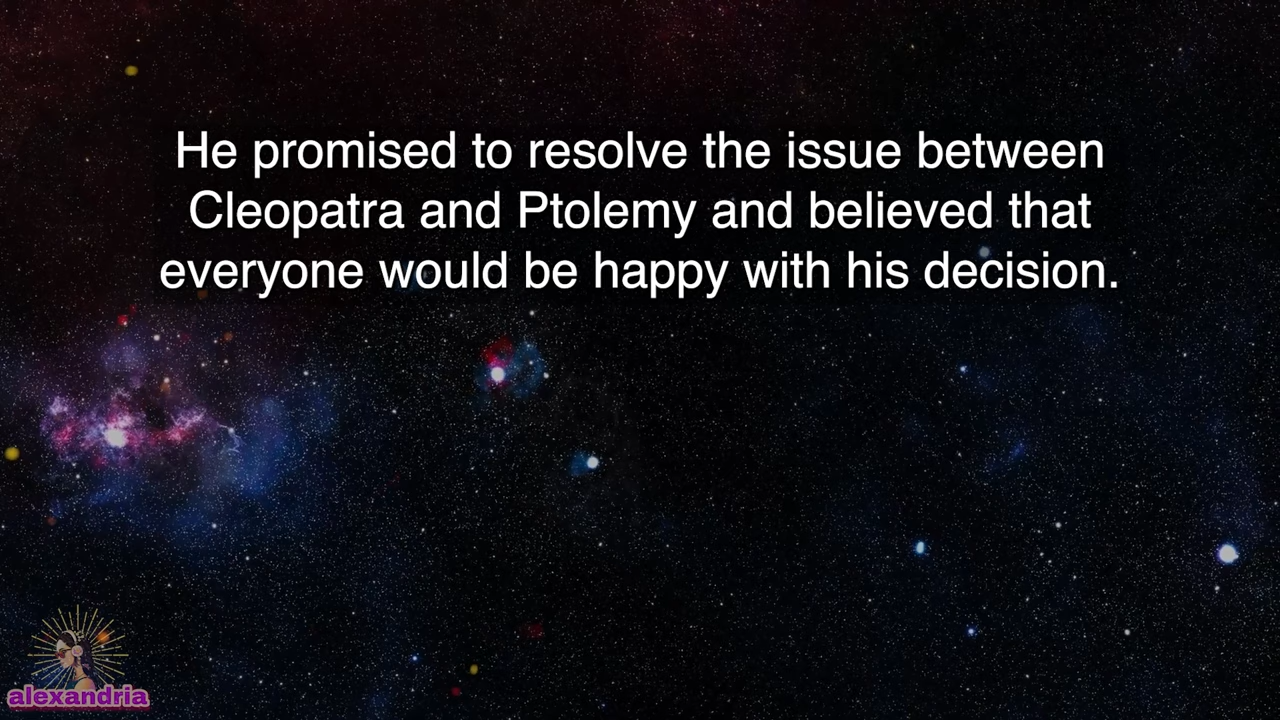 He promised to resolve the issue between
Cleopatra and Ptolemy and believed that
everyone would be happy with his decision.
alexandria